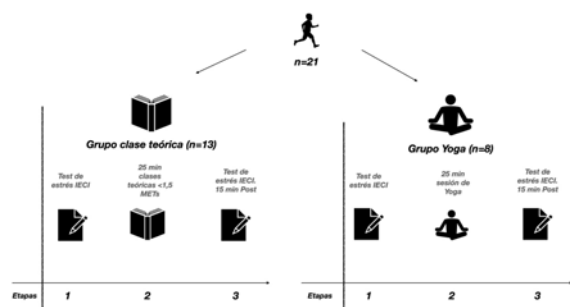 n=21
Grupo clase teórica (n=13)
Test de
estrés IECI
25 min
clases
teóricas <1,5
METs
Test de
estrés IECI.
15 min Post
Etapas
1
2
3
Grupo Yoga (n=8)
Test de
estrés IECI
25 min
sesión de
Yoga
Test de
estrés IECI.
15 min Post
Etapas
1
2
3